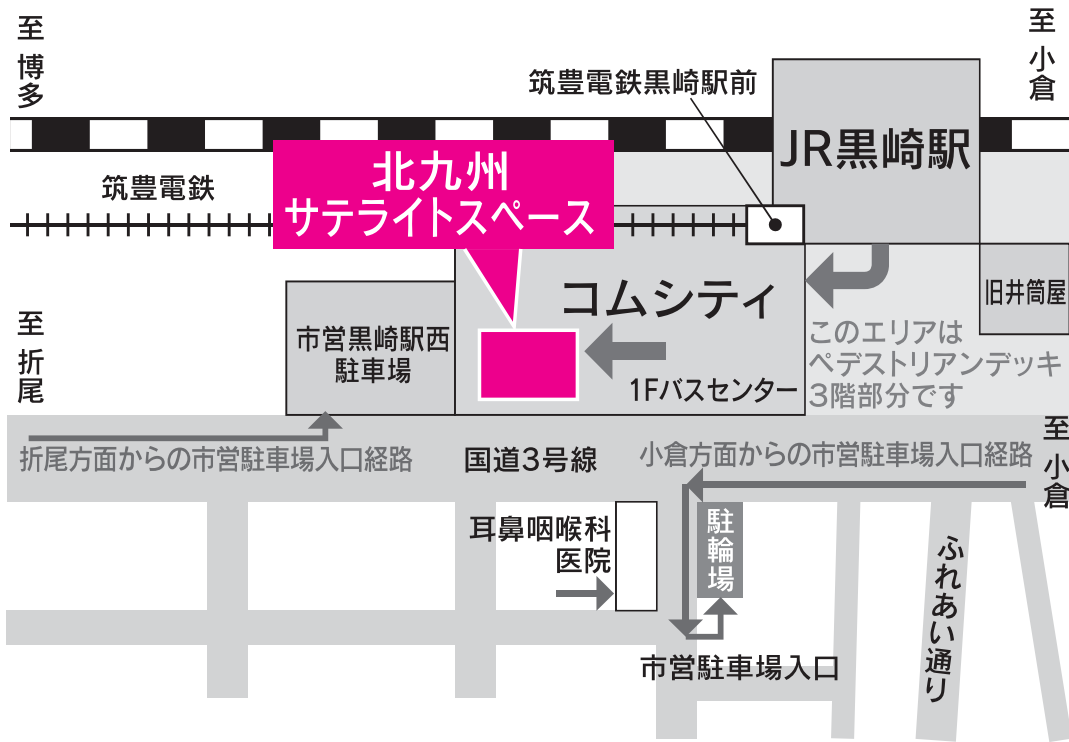 至 博多
至 小倉
筑豊電鉄黒崎駅前
JR黒崎駅
筑豊電鉄
北九州
サテライトスペース
コムシティ
旧井筒屋
至 折尾
市営黒崎駅西
駐車場
1Fバスセンター
このエリアは
ペデストリアンデッキ
3階部分です
折尾方面からの市営駐車場入口経路
国道3号線
小倉方面からの市営駐車場入口経路
至 小倉
耳鼻咽喉科
医院
駐輪場
ふれあい通り
市営駐車場入口